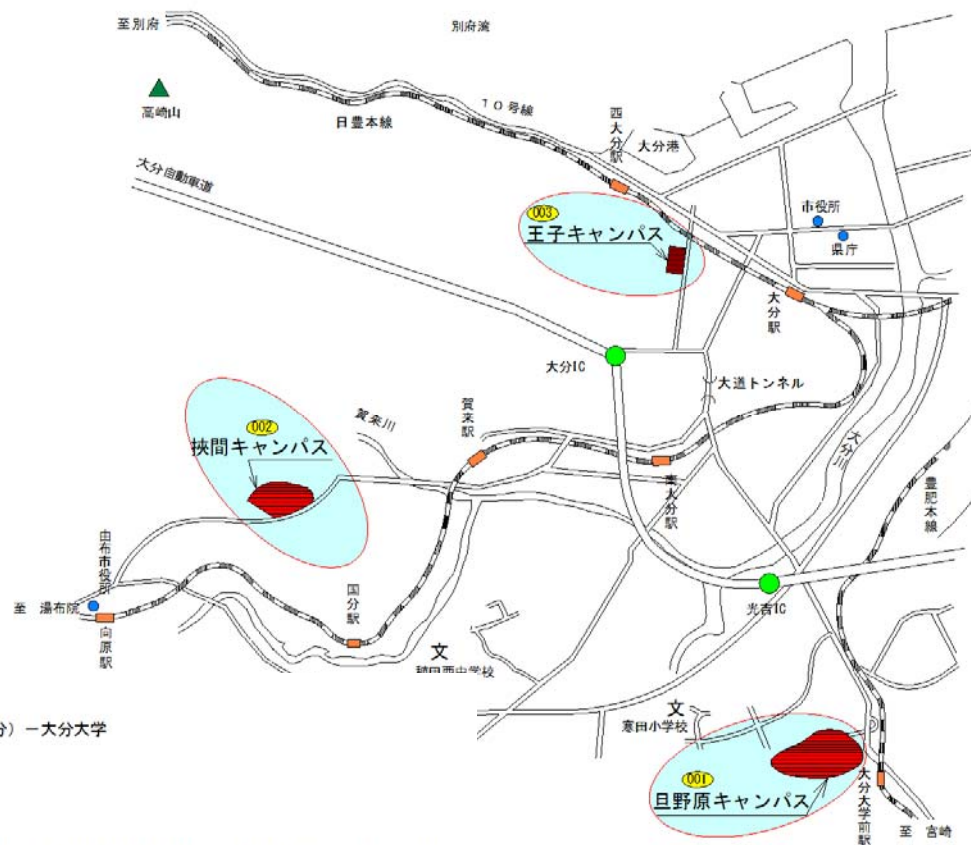 至別府
別府湾
高崎山
日豊本線
10号線
西大分駅
大分港
大分自動車道
市役所
県庁
003
王子キャンパス
大分駅
大分IC
大道トンネル
賀来川
賀来駅
002
挾間キャンパス
南大分駅
大分川
豊肥本線
由布市役所
至 湯布院
向原駅
国分駅
光吉IC
文
文
寒田小学校
分)-大分大学
001
旦野原キャンパス
大分大学前駅
至 宮崎